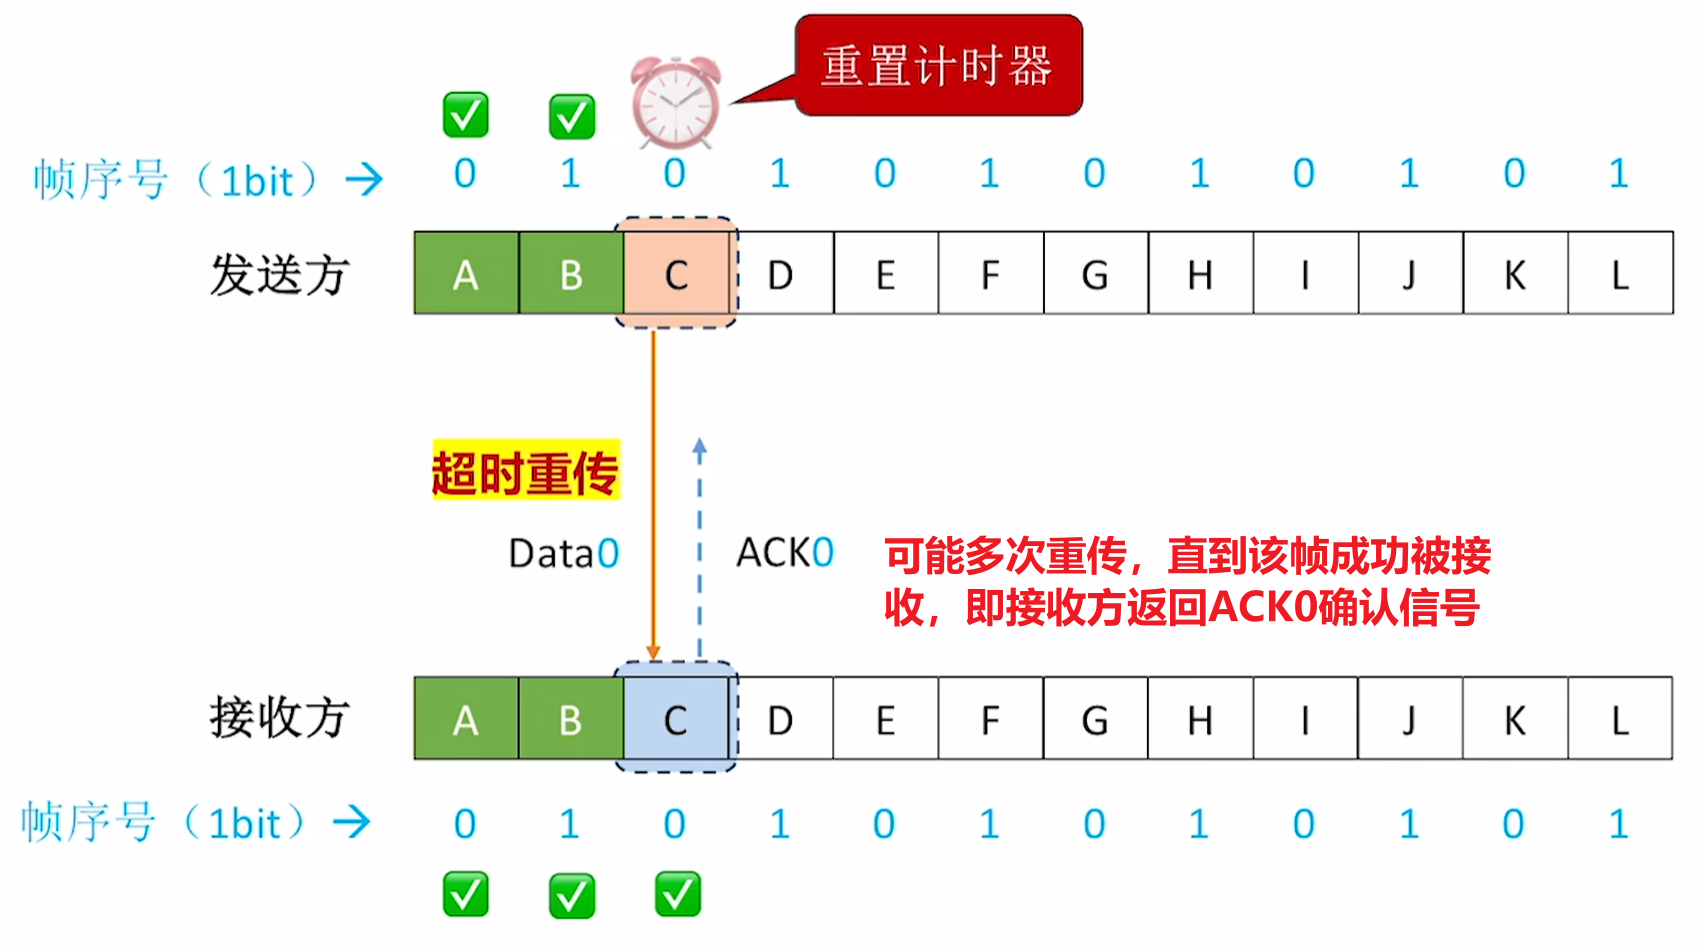 重置计时器
帧序号（1bit）→ 0 1 0 1 0 1 0 1 0 1 0 1
发送方 A B C D E F G H I J K L
超时重传
Data0 ACK0
可能多次重传，直到该帧成功被接
收，即接收方返回ACK0确认信号
接收方 A B C D E F G H I J K L
帧序号（1bit）→ 0 1 0 1 0 1 0 1 0 1 0 1